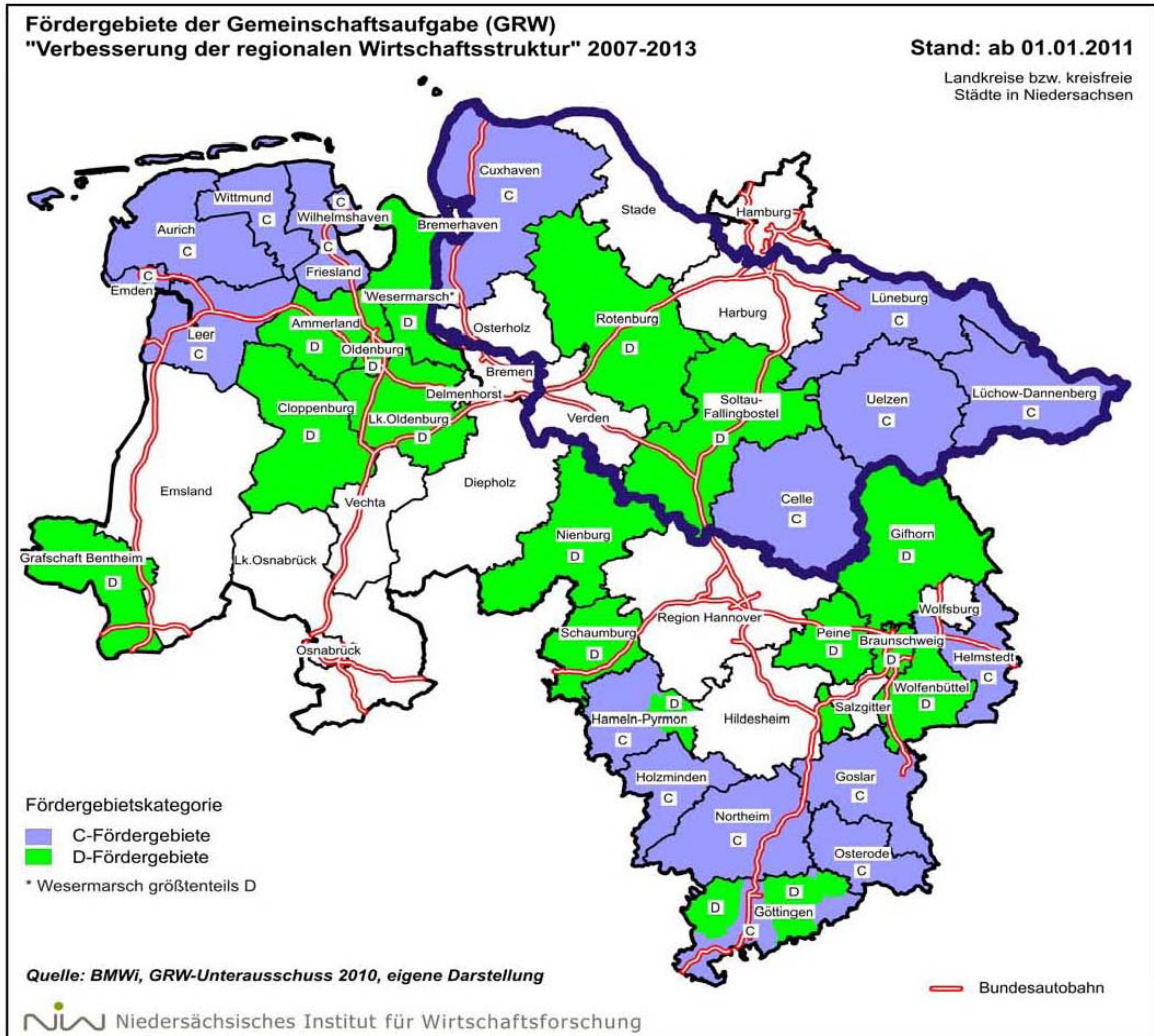 Fördergebiete der Gemeinschaftsaufgabe (GRW)
"Verbesserung der regionalen Wirtschaftsstruktur" 2007-2013
Stand: ab 01.01.2011
Landkreise bzw. kreisfreie
Städte in Niedersachsen
Cuxhaven
C
Stade
Hamburg
Wittmund
C
Wilhelmshaven
C
Aurich
C
Bremerhaven
C
Friesland
Emden
C
Wesermarsch*
D
Lüneburg
C
Leer
C
Ammerland
D
Oldenburg
D
Osterholz
Rotenburg
D
Harburg
Bremen
Delmenhorst
Cloppenburg
D
Lk.Oldenburg
D
Verden
Soltau-
Fallingbostel
D
Uelzen
C
Lüchow-Dannenberg
C
Emsland
Vechta
Diepholz
Celle
C
Nienburg
D
Gifhorn
D
Grafschaft Bentheim
D
Lk.Osnabrück
Wolfsburg
Schaumburg
D
Region Hannover
Peine
D
Braunschweig
D
Osnabrück
Helmstedt
C
Wolfenbüttel
D
Salzgitter
D
Hameln-Pyrmon
C
Hildesheim
Holzminden
C
Goslar
C
Northeim
C
Osterode
C
D
D
Göttingen
C
Fördergebietskategorie
C-Fördergebiete
D-Fördergebiete
* Wesermarsch größtenteils D
Quelle: BMWi, GRW-Unterausschuss 2010, eigene Darstellung
Bundesautobahn
NIW Niedersächsisches Institut für Wirtschaftsforschung